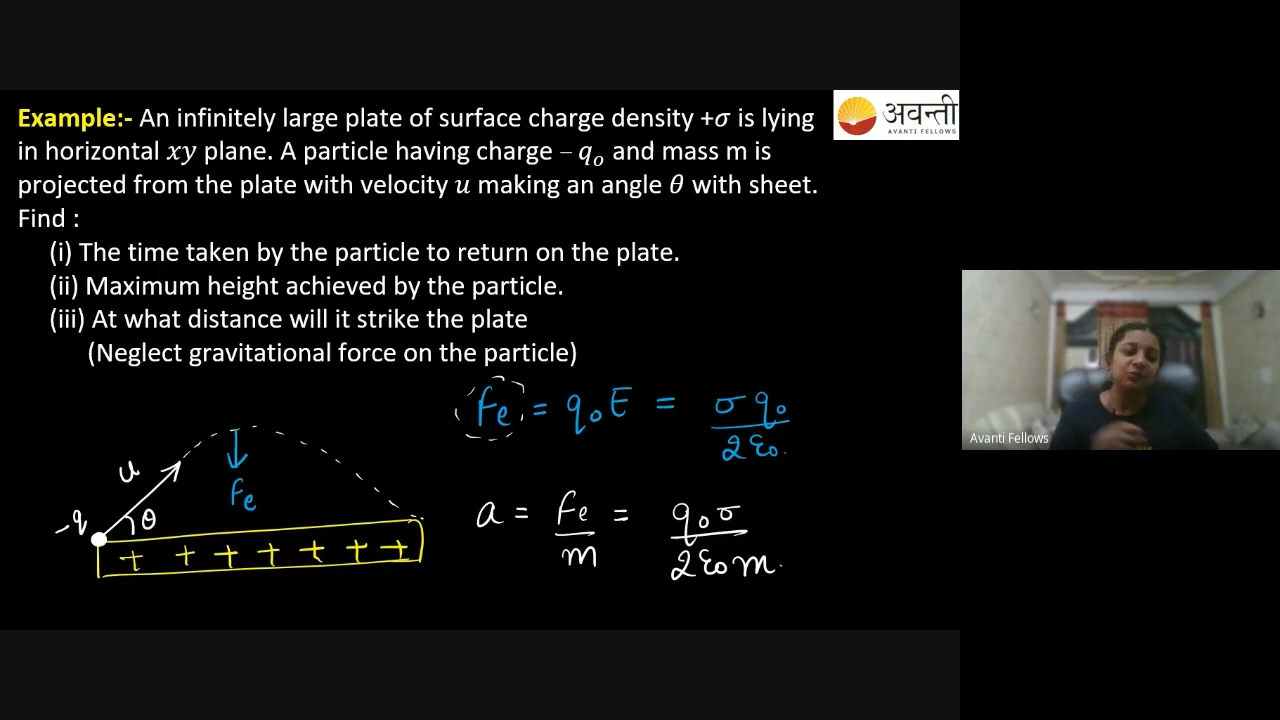 Example:- An infinitely large plate of surface charge density +σ is lying
in horizontal xy plane. A particle having charge – qₒ and mass m is
projected from the plate with velocity u making an angle θ with sheet.
Find :
(i) The time taken by the particle to return on the plate.
(ii) Maximum height achieved by the particle.
(iii) At what distance will it strike the plate
(Neglect gravitational force on the particle)
अवन्ती
AVANTI FELLOWS
Fe = q₀E = σ q₀ / 2ε₀.
u
Fe
-q
θ
+ + + + + + +
a = Fe / m = q₀σ / 2ε₀m.
Avanti Fellows